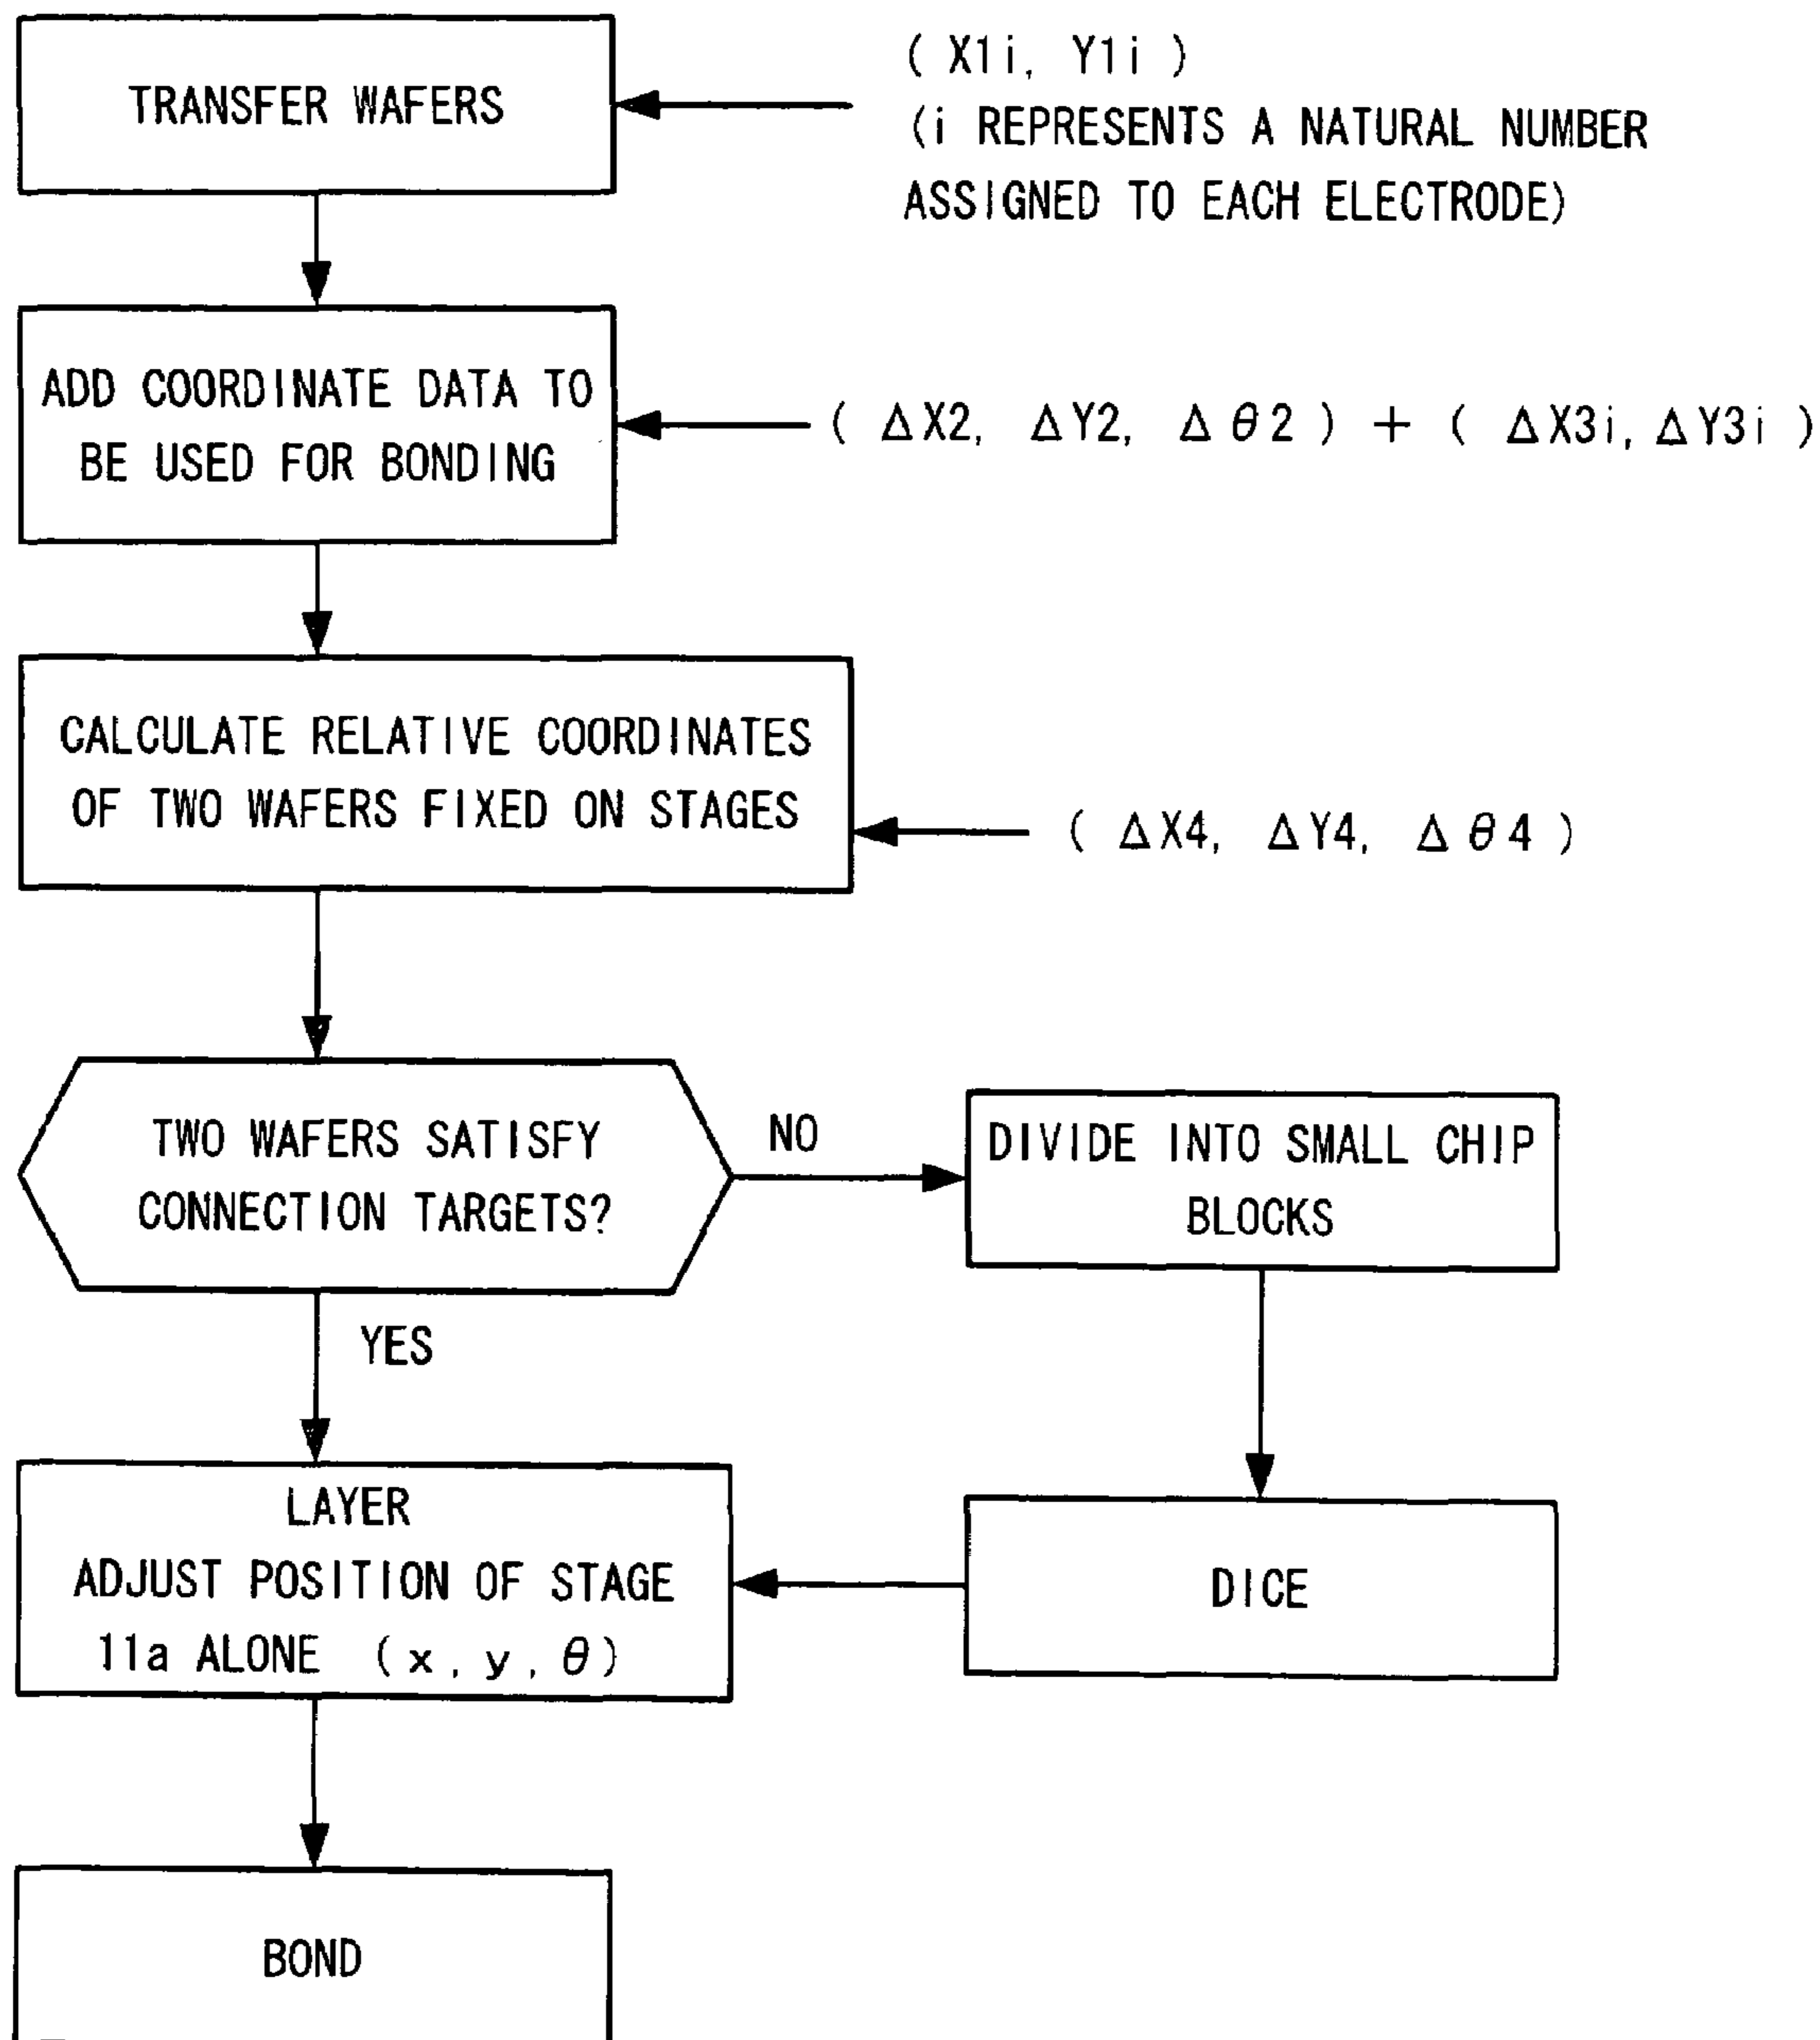 TRANSFER WAFERS
( X1i, Y1i )
(i REPRESENTS A NATURAL NUMBER
ASSIGNED TO EACH ELECTRODE)
ADD COORDINATE DATA TO
BE USED FOR BONDING
( ΔX2, ΔY2, Δθ2 ) + ( ΔX3i, ΔY3i )
CALCULATE RELATIVE COORDINATES
OF TWO WAFERS FIXED ON STAGES
( ΔX4, ΔY4, Δθ4 )
TWO WAFERS SATISFY
CONNECTION TARGETS?
NO
DIVIDE INTO SMALL CHIP
BLOCKS
YES
LAYER
ADJUST POSITION OF STAGE
11a ALONE (x, y, θ)
DICE
BOND